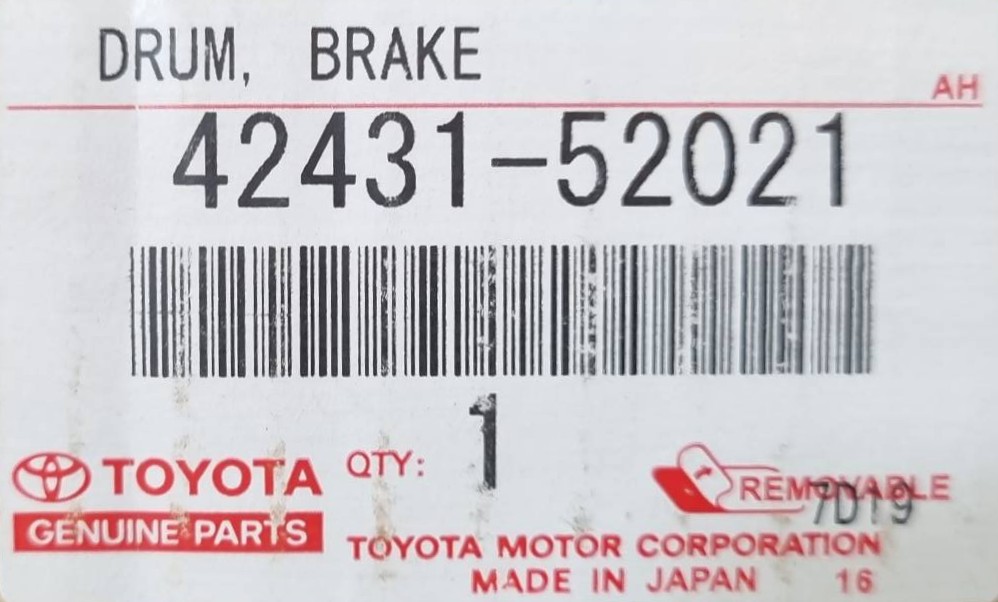 DRUM, BRAKE
AH
42431-52021
1
TOYOTA
QTY:
REMOVABLE
7D19
GENUINE PARTS
TOYOTA MOTOR CORPORATION
MADE IN JAPAN 16